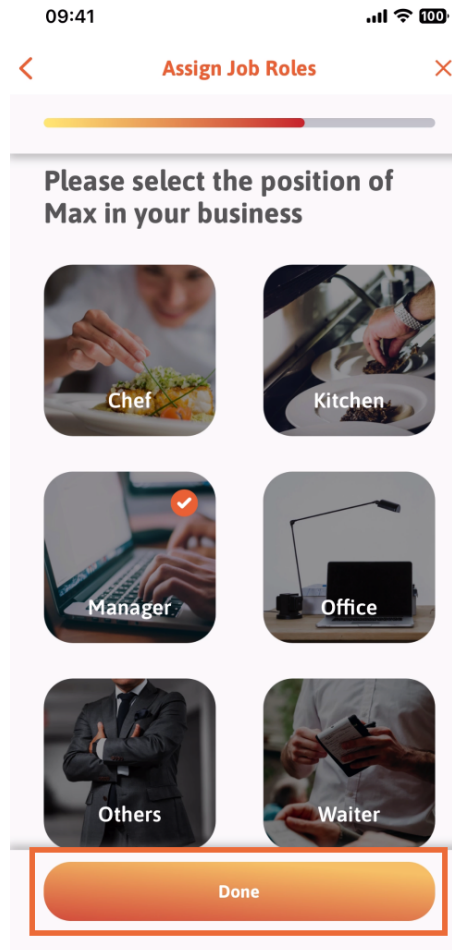 09:41
100
Assign Job Roles
Please select the position of
Max in your business
Chef
Kitchen
Manager
Office
Others
Waiter
Done